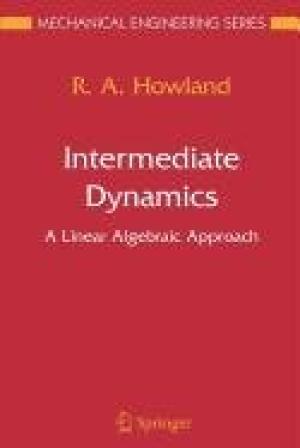 MECHANICAL ENGINEERING SERIES
R. A. Howland
Intermediate
Dynamics
A Linear Algebraic Approach
Springer